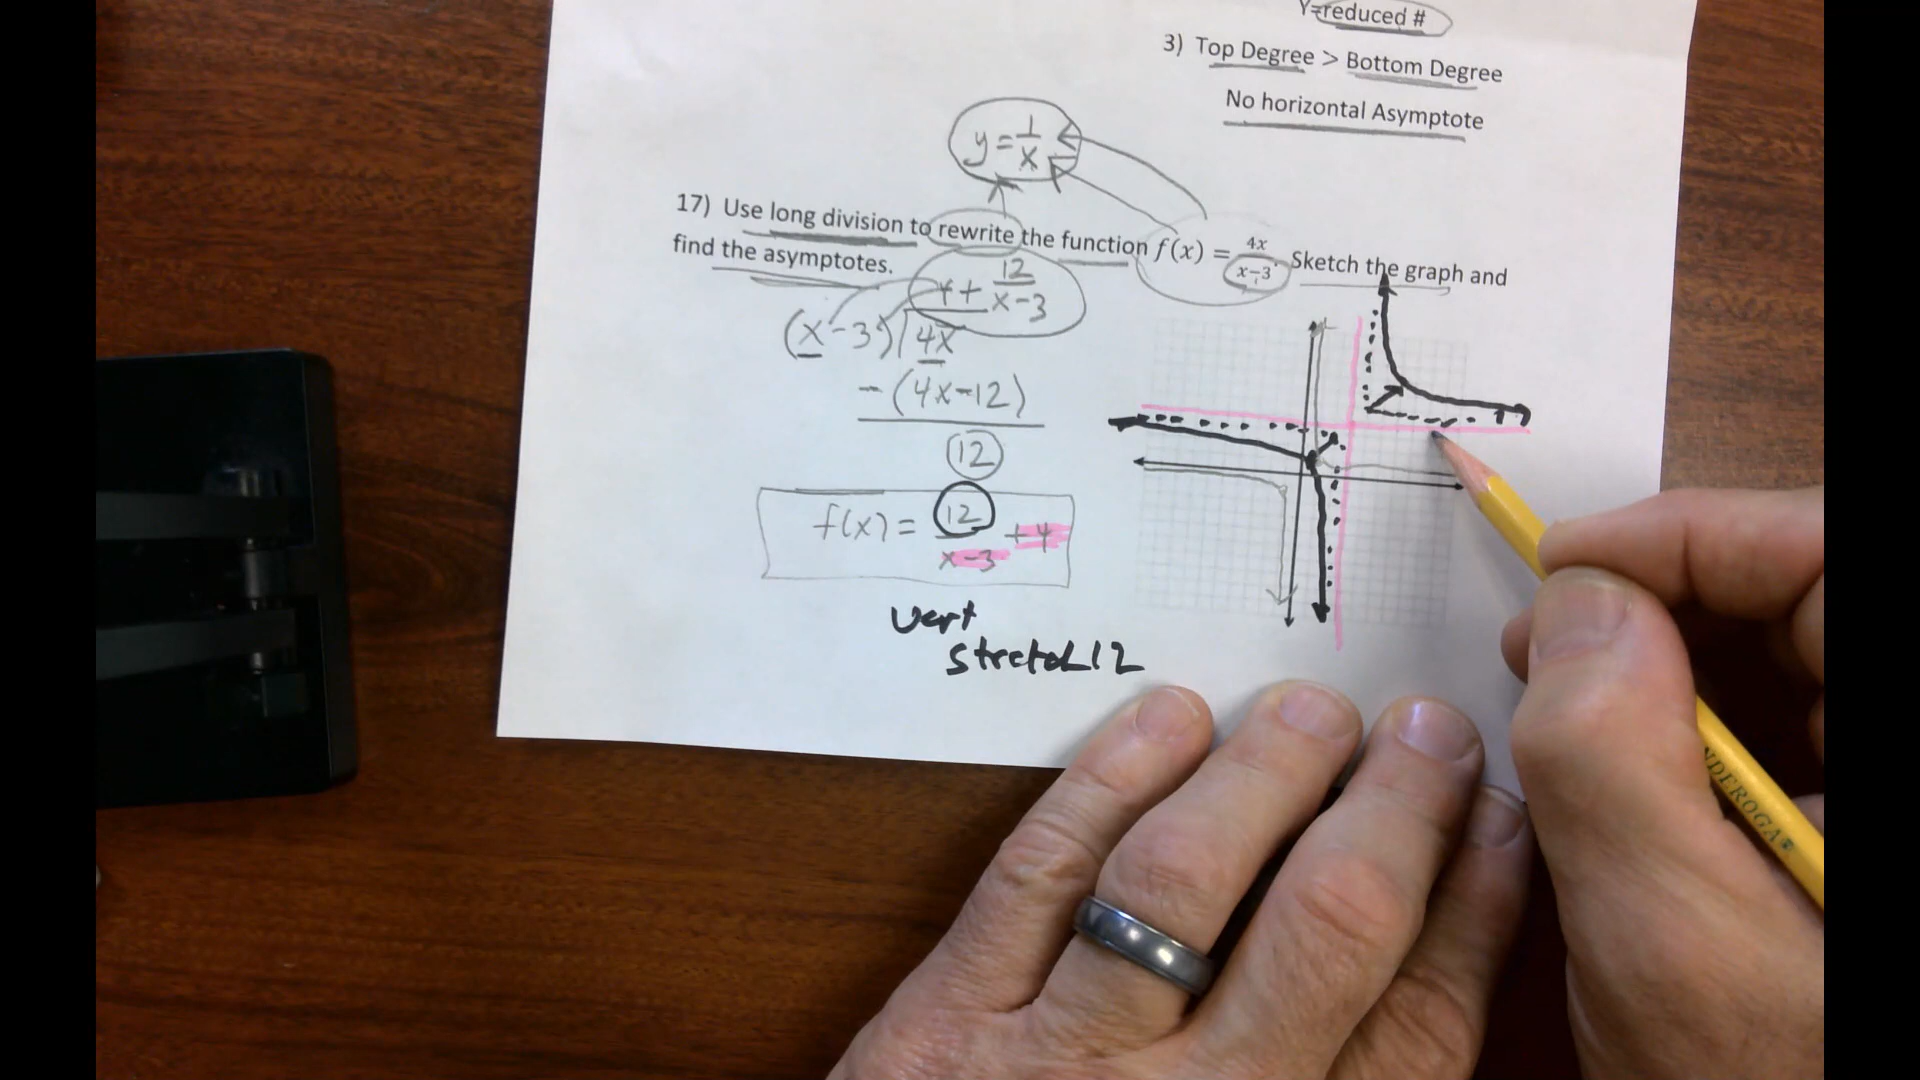 Y=reduced #
3) Top Degree > Bottom Degree
No horizontal Asymptote
y = 1/x
17) Use long division to rewrite the function f(x) = 4x/(x−3). Sketch the graph and
find the asymptotes.
4 + 12/(x-3)
(x-3) 4x
-(4x-12)
12
f(x) = 12/(x-3) + 4
Vert
stretch 12
NDEROGA